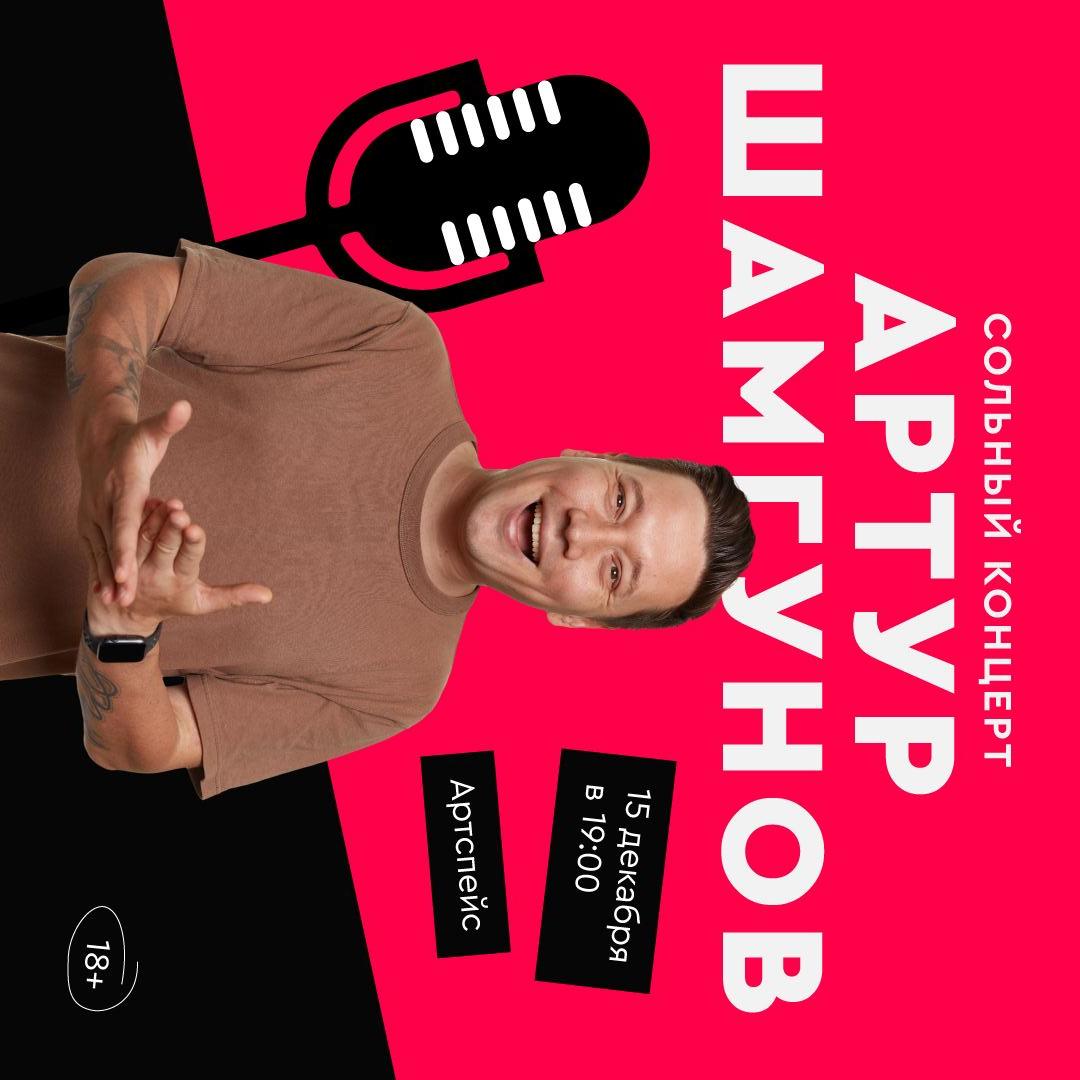 СОЛЬНЫЙ КОНЦЕРТ
АРТУР
ШАМГУНОВ
15 декабря
в 19:00
Артспейс
18+